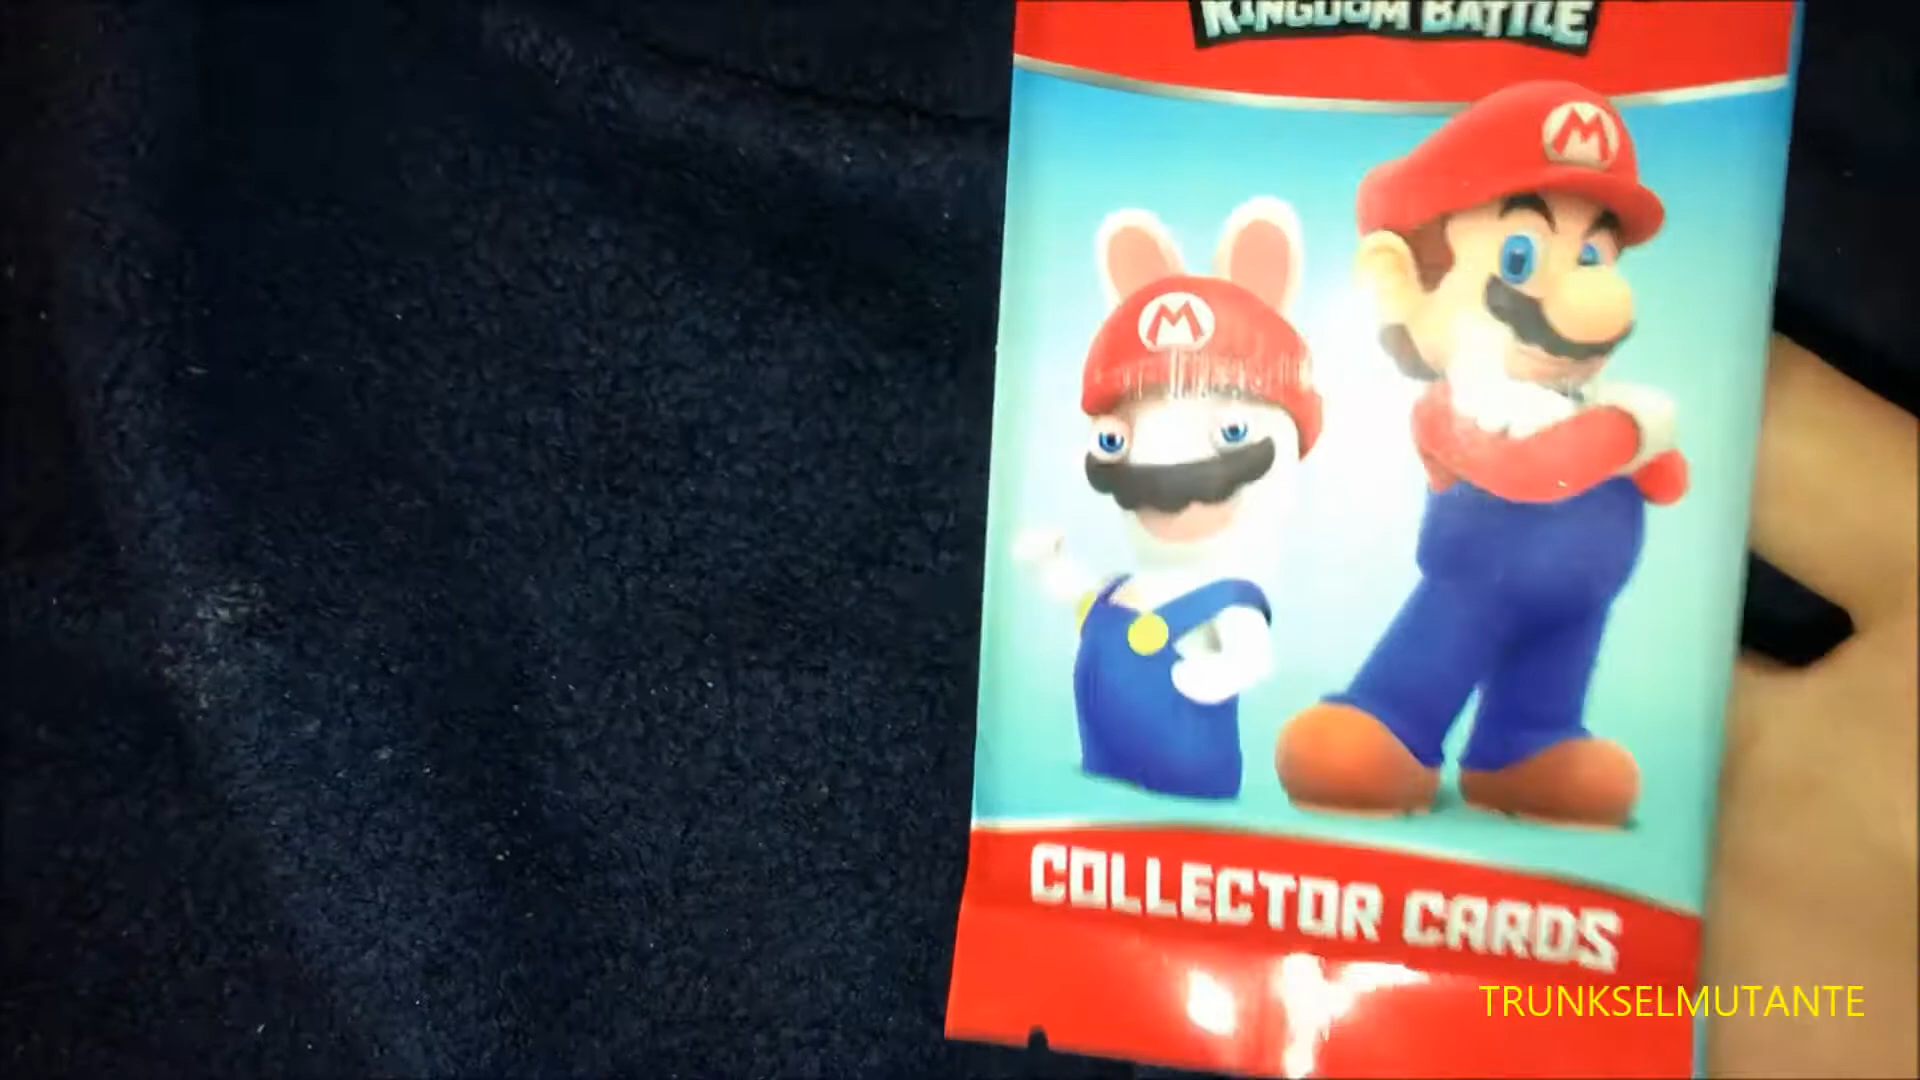 KINGDOM BATTLE
M
M
COLLECTOR CARDS
TRUNKSELMUTANTE